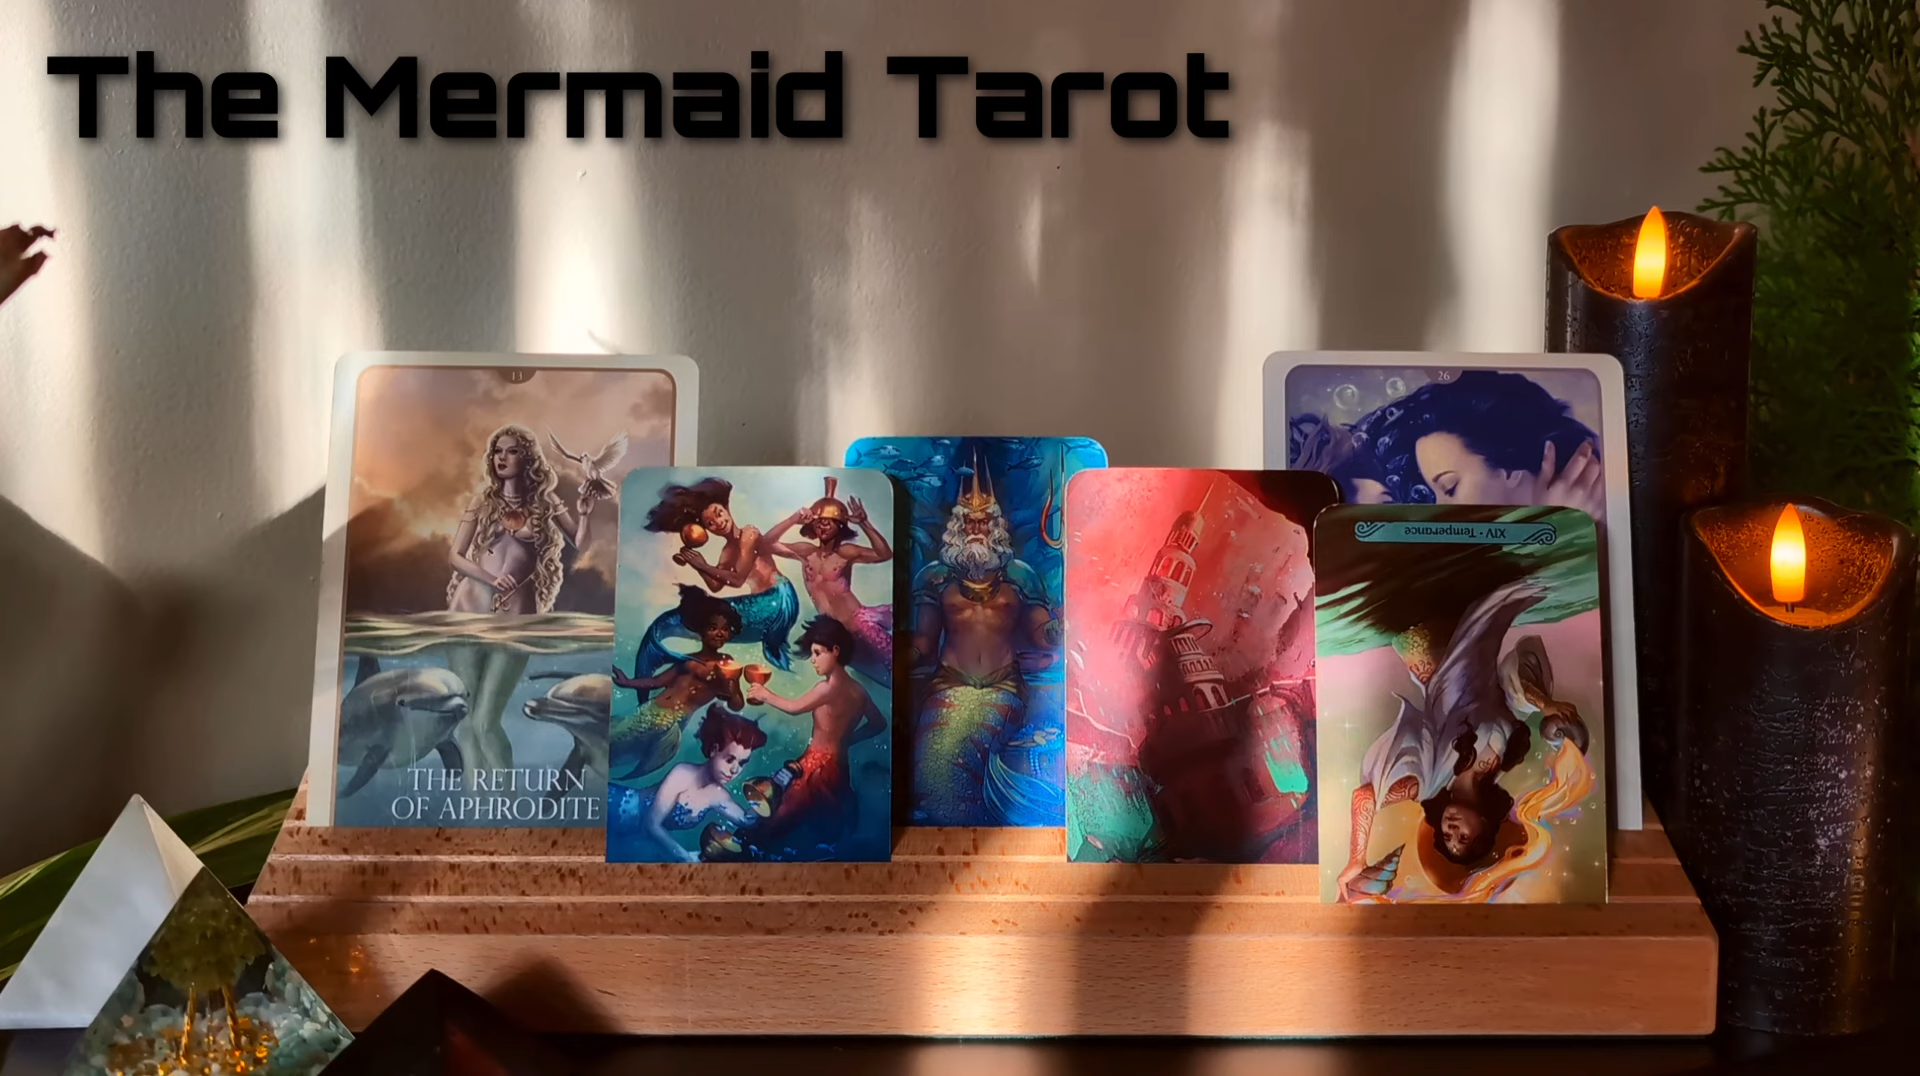 The Mermaid Tarot
13
26
XIV • Temperance
THE RETURN
OF APHRODITE